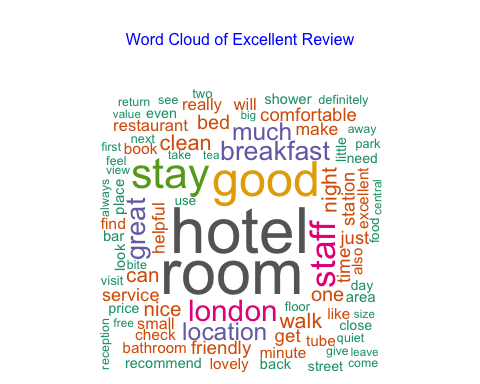 Word Cloud of Excellent Review
two
return see really will shower definitely
value even big comfortable
restaurant bed much make away
first next book clean breakfast little park
feel take tea need
view stay good night excellent
always place use station central
great helpful hotel staff food
find just
bar look time also
bite can room
visit day
service one area
price nice london floor like size
free small walk close
reception check location get tube quiet
bathroom friendly minute give leave
recommend lovely back street come